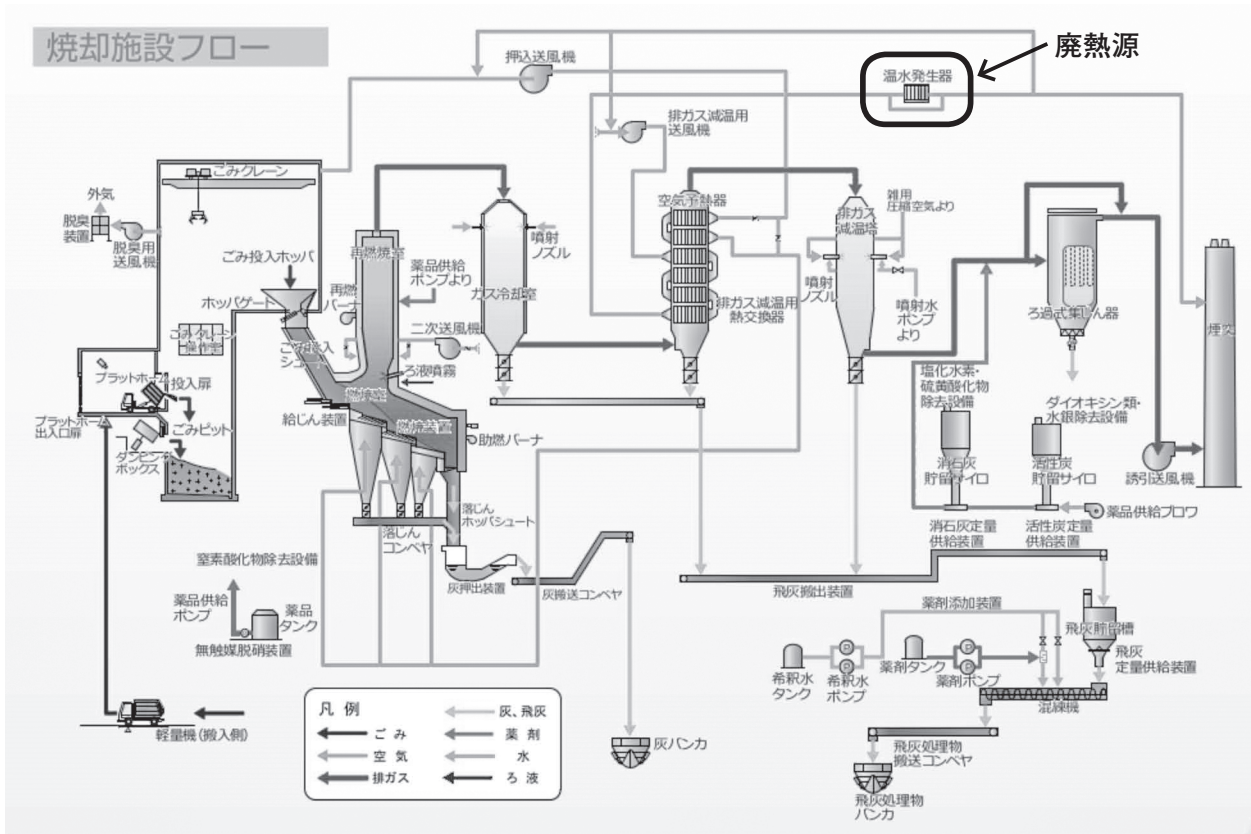 焼却施設フロー
押込送風機
温水発生器
廃熱源
排ガス減温用
送風機
ごみクレーン
外気
脱臭
装置
脱臭用
送風機
ごみ投入ホッパ
ホッパゲート
ごみクレーン
操作室
ごみ投入
シュート
再燃焼室
再燃
バーナ
薬品供給
ポンプより
二次送風機
ろ液噴霧
噴射
ノズル
ガス冷却室
空気予熱器
排ガス減温用
熱交換器
排ガス
減温塔
雑用
圧縮空気より
噴射
ノズル
噴射水
ポンプ
より
ろ過式集じん器
煙突
プラットホーム
投入扉
プラットホーム
出入口扉
ごみピット
ダンピング
ボックス
給じん装置
燃焼室
燃焼装置
助燃バーナ
塩化水素・
硫黄酸化物
除去設備
ダイオキシン類・
水銀除去設備
消石灰
貯留サイロ
活性炭
貯留サイロ
誘引送風機
薬品供給ブロワ
消石灰定量
供給装置
活性炭定量
供給装置
落じん
ホッパシュート
落じん
コンベヤ
灰押出装置
灰搬送コンベヤ
飛灰搬出装置
窒素酸化物除去設備
薬品供給
ポンプ
薬品
タンク
無触媒脱硝装置
薬剤添加装置
飛灰貯留槽
飛灰
定量供給装置
希釈水
タンク
P
P
希釈水
ポンプ
薬剤タンク
P
P
薬剤ポンプ
混練機
軽量機(搬入側)
凡例
ごみ
空気
排ガス
灰、飛灰
薬剤
水
ろ液
灰バンカ
飛灰処理物
搬送コンベヤ
飛灰処理物
バンカ